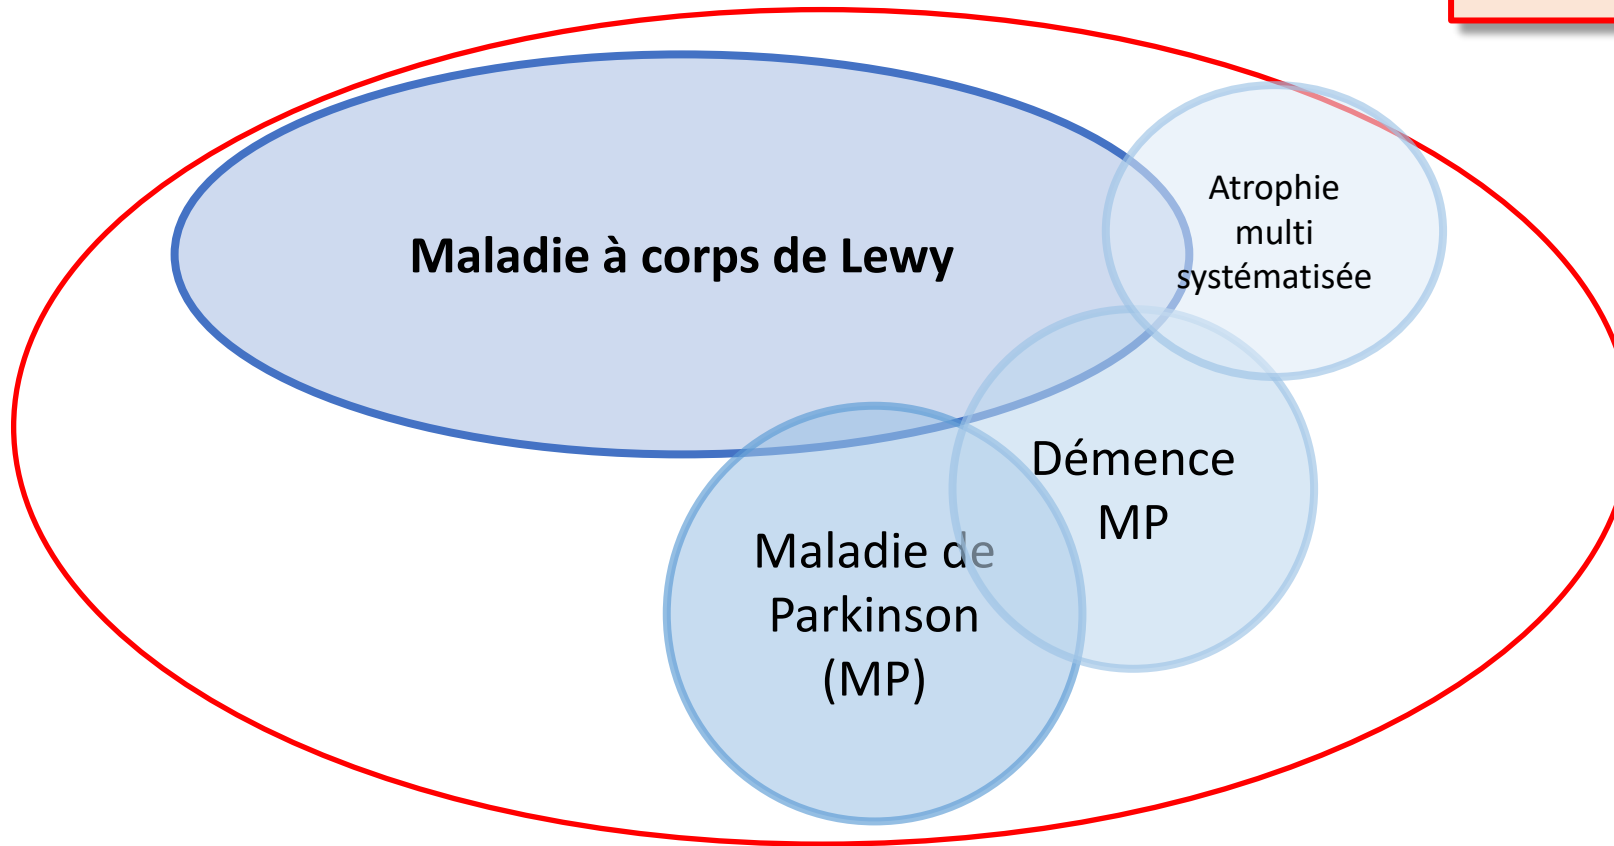 Maladie à corps de Lewy
Atrophie
multi
systématisée
Démence
MP
Maladie de
Parkinson
(MP)